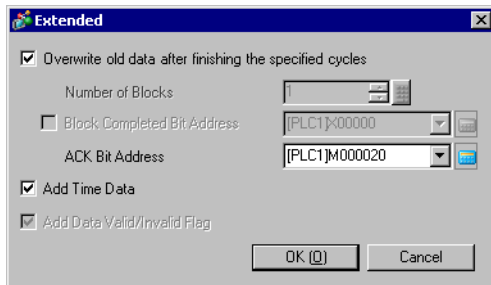 Extended
Overwrite old data after finishing the specified cycles
Number of Blocks 1
Block Completed Bit Address [PLC1]X00000
ACK Bit Address [PLC1]M000020
Add Time Data
Add Data Valid/Invalid Flag
OK (O) Cancel